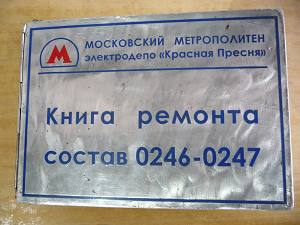 М
МОСКОВСКИЙ МЕТРОПОЛИТЕН
электродепо «Красная Пресня»
Книга ремонта
состав 0246-0247